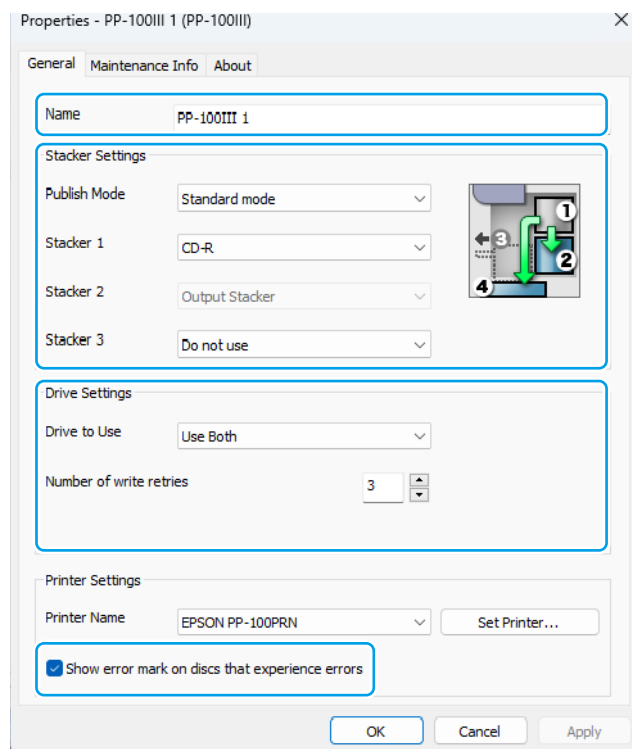 Properties - PP-100III 1 (PP-100III)
General Maintenance Info About
Name PP-100III 1
Stacker Settings
Publish Mode Standard mode
Stacker 1 CD-R
Stacker 2 Output Stacker
Stacker 3 Do not use
1
3
2
4
Drive Settings
Drive to Use Use Both
Number of write retries 3
Printer Settings
Printer Name EPSON PP-100PRN Set Printer...
Show error mark on discs that experience errors
OK Cancel Apply